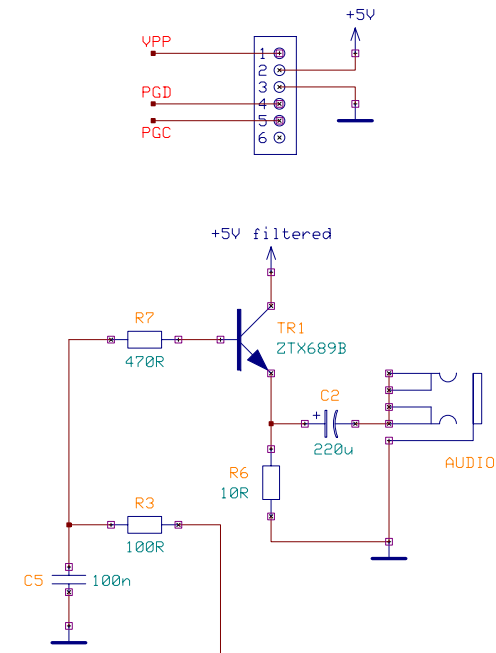 +5V
VPP
1
2
PGD
3
4
PGC
5
6
+5V filtered
R7
470R
TR1
ZTX689B
C2
+
220u
AUDIO
R6
10R
R3
100R
C5
100n